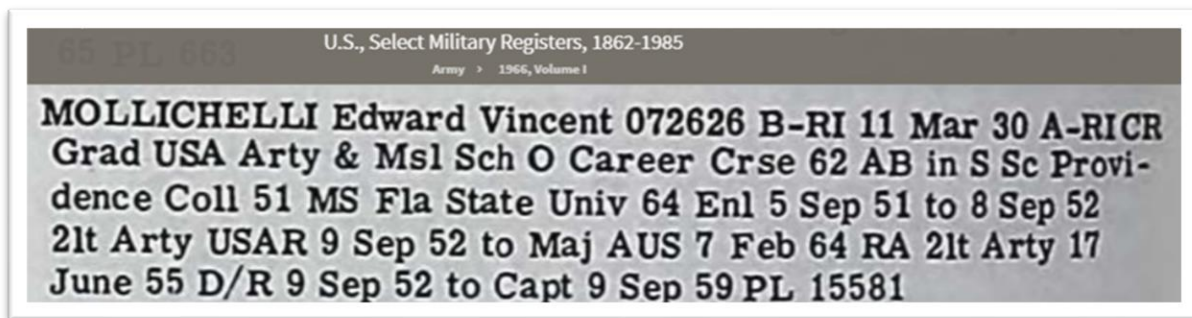 65 PL 663
U.S., Select Military Registers, 1862-1985
Army > 1966, Volume I
MOLLICHELLI Edward Vincent 072626 B-RI 11 Mar 30 A-RICR
Grad USA Arty & Msl Sch O Career Crse 62 AB in S Sc Provi-
dence Coll 51 MS Fla State Univ 64 Enl 5 Sep 51 to 8 Sep 52
2lt Arty USAR 9 Sep 52 to Maj AUS 7 Feb 64 RA 2lt Arty 17
June 55 D/R 9 Sep 52 to Capt 9 Sep 59 PL 15581